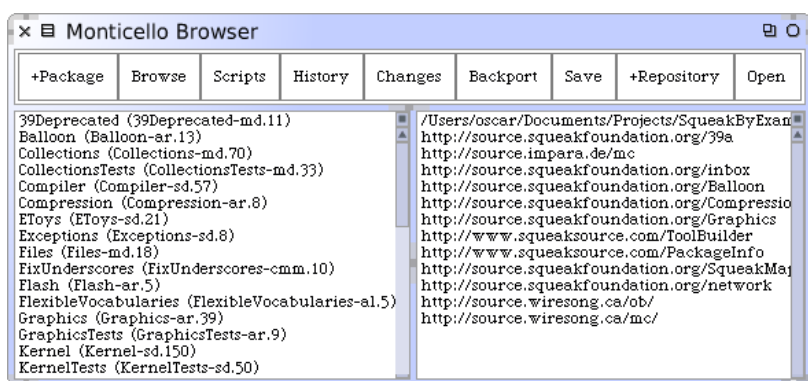 Monticello Browser
+Package Browse Scripts History Changes Backport Save +Repository Open
39Deprecated (39Deprecated-md.11)
Balloon (Balloon-ar.13)
Collections (Collections-md.70)
CollectionsTests (CollectionsTests-md.33)
Compiler (Compiler-sd.57)
Compression (Compression-ar.8)
EToys (EToys-sd.21)
Exceptions (Exceptions-sd.8)
Files (Files-md.18)
FixUnderscores (FixUnderscores-cmm.10)
Flash (Flash-ar.5)
FlexibleVocabularies (FlexibleVocabularies-al.5)
Graphics (Graphics-ar.39)
GraphicsTests (GraphicsTests-ar.9)
Kernel (Kernel-sd.150)
KernelTests (KernelTests-sd.50)
/Users/oscar/Documents/Projects/SqueakByExam
http://source.squeakfoundation.org/39a
http://source.impara.de/mc
http://source.squeakfoundation.org/inbox
http://source.squeakfoundation.org/Balloon
http://source.squeakfoundation.org/Compressio
http://source.squeakfoundation.org/Graphics
http://www.squeaksource.com/ToolBuilder
http://www.squeaksource.com/PackageInfo
http://source.squeakfoundation.org/SqueakMap
http://source.squeakfoundation.org/network
http://source.wiresong.ca/ob/
http://source.wiresong.ca/mc/